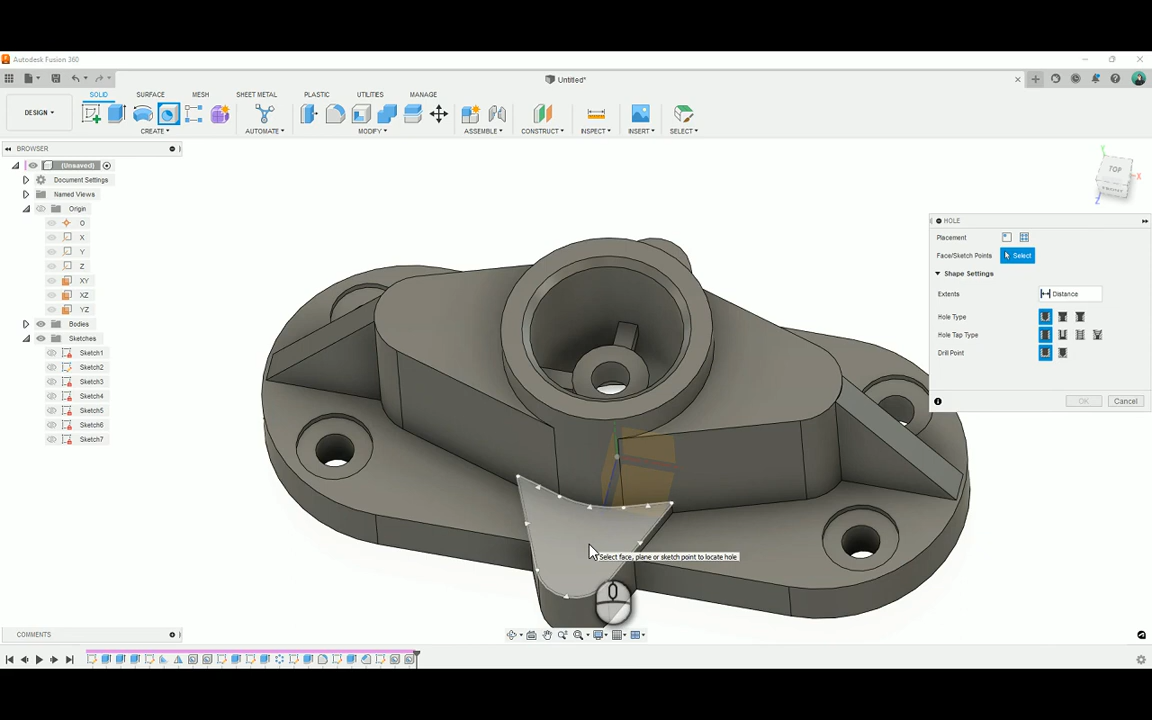 Autodesk Fusion 360
Untitled*
DESIGN
SOLID
SURFACE
MESH
SHEET METAL
PLASTIC
UTILITIES
MANAGE
CREATE
AUTOMATE
MODIFY
ASSEMBLE
CONSTRUCT
INSPECT
INSERT
SELECT
BROWSER
(Unsaved)
Document Settings
Named Views
Origin
O
X
Y
Z
XY
XZ
YZ
Bodies
Sketches
Sketch1
Sketch2
Sketch3
Sketch4
Sketch5
Sketch6
Sketch7
TOP
Y
X
Z
HOLE
Placement
Face/Sketch Points
Select
Shape Settings
Extents
Distance
Hole Type
Hole Tap Type
Drill Point
OK
Cancel
Select face, plane or sketch point to locate hole
COMMENTS